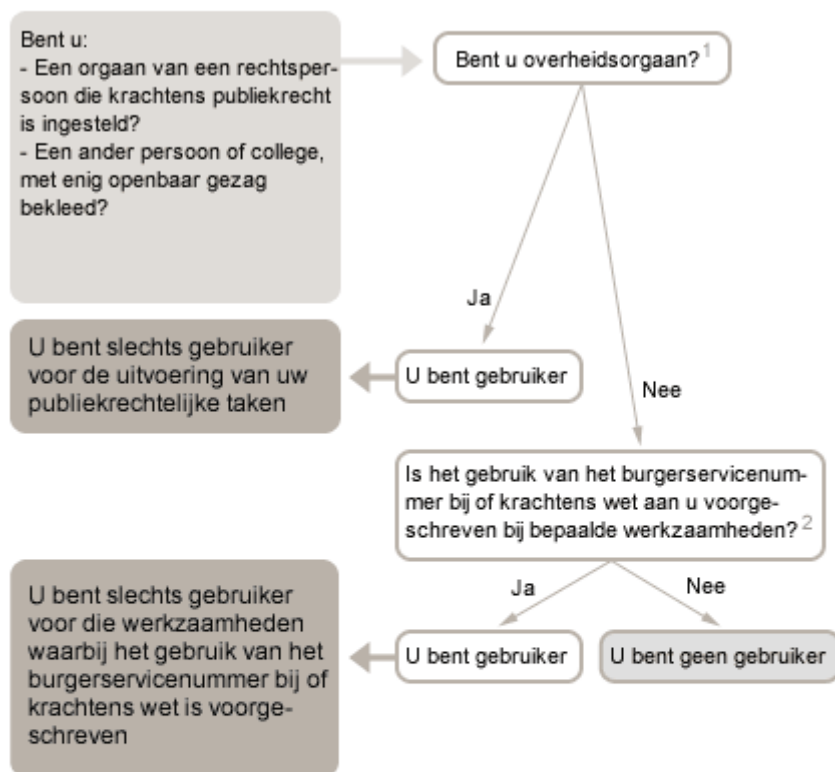 Bent u:
- Een orgaan van een rechtsper-
soon die krachtens publiekrecht
is ingesteld?
- Een ander persoon of college,
met enig openbaar gezag
bekleed?
Bent u overheidsorgaan? 1
Ja
Nee
U bent gebruiker
U bent slechts gebruiker
voor de uitvoering van uw
publiekrechtelijke taken
Is het gebruik van het burgerservicenum-
mer bij of krachtens wet aan u voorge-
schreven bij bepaalde werkzaamheden? 2
Ja
Nee
U bent gebruiker
U bent geen gebruiker
U bent slechts gebruiker
voor die werkzaamheden
waarbij het gebruik van het
burgerservicenummer bij of
krachtens wet is voorge-
schreven